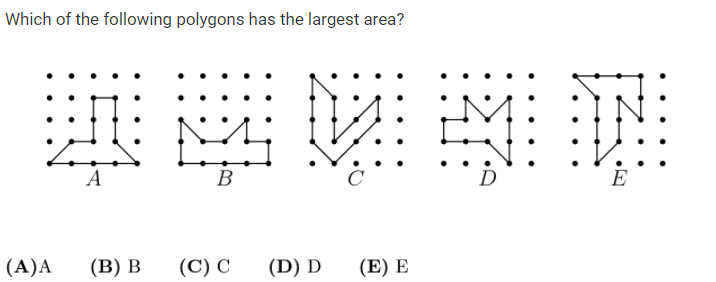 Which of the following polygons has the largest area?
A B C D E
(A)A (B) B (C) C (D) D (E) E